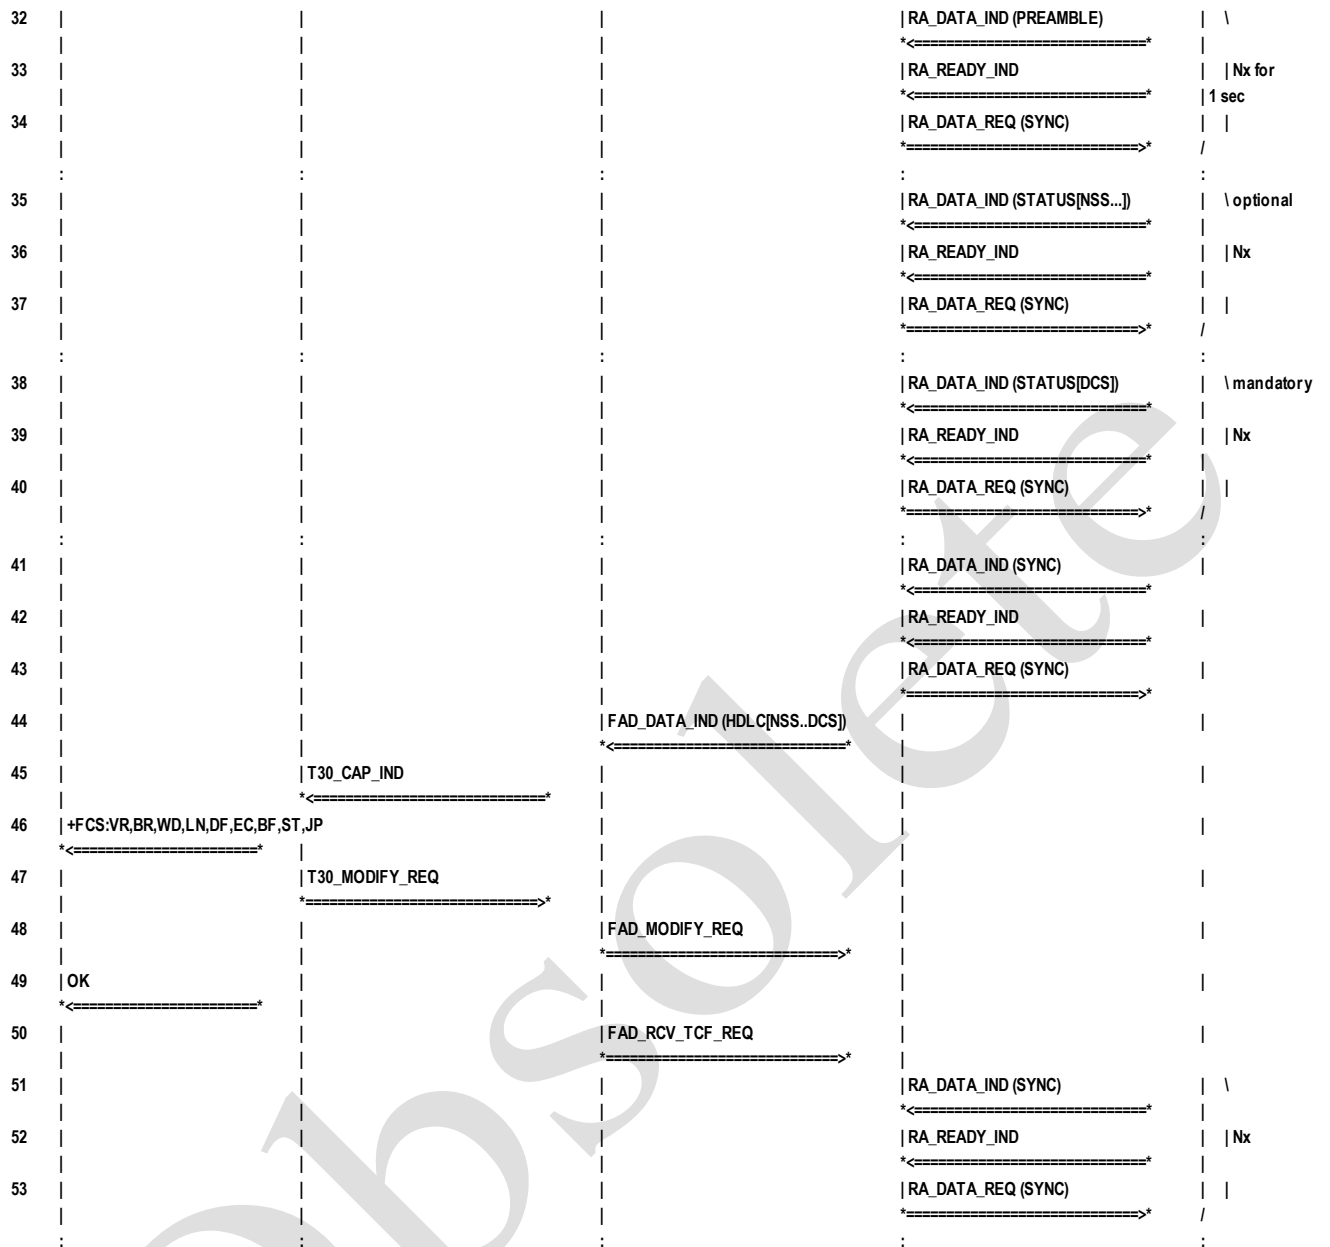 32 | | | | RA_DATA_IND (PREAMBLE) | \
| | | *<=============================* |
33 | | | | RA_READY_IND | | Nx for
| | | *<=============================* | 1 sec
34 | | | | RA_DATA_REQ (SYNC) | |
| | | *=============================>* /
: : : : :
35 | | | | RA_DATA_IND (STATUS[NSS...]) | \ optional
| | | *<=============================* |
36 | | | | RA_READY_IND | | Nx
| | | *<=============================* |
37 | | | | RA_DATA_REQ (SYNC) | |
| | | *=============================>* /
: : : : :
38 | | | | RA_DATA_IND (STATUS[DCS]) | \ mandatory
| | | *<=============================* |
39 | | | | RA_READY_IND | | Nx
| | | *<=============================* |
40 | | | | RA_DATA_REQ (SYNC) | |
| | | *=============================>* /
: : : : :
41 | | | | RA_DATA_IND (SYNC) |
| | | *<=============================*
42 | | | | RA_READY_IND |
| | | *<=============================*
43 | | | | RA_DATA_REQ (SYNC) |
| | | *=============================>*
44 | | | FAD_DATA_IND (HDLC[NSS..DCS]) | |
| | *<=============================* |
45 | | T30_CAP_IND | | |
| *<=============================* | |
46 | +FCS:VR,BR,WD,LN,DF,EC,BF,ST,JP | | |
*<=======================* | | |
47 | | T30_MODIFY_REQ | | |
| *=============================>* | |
48 | | | FAD_MODIFY_REQ | |
| | *=============================>* |
49 | OK | | | |
*<=======================* | | |
50 | | | FAD_RCV_TCF_REQ | |
| | *=============================>* |
51 | | | | RA_DATA_IND (SYNC) | \
| | | *<=============================* |
52 | | | | RA_READY_IND | | Nx
| | | *<=============================* |
53 | | | | RA_DATA_REQ (SYNC) | |
| | | *=============================>* /
: : : : :
Obsolete